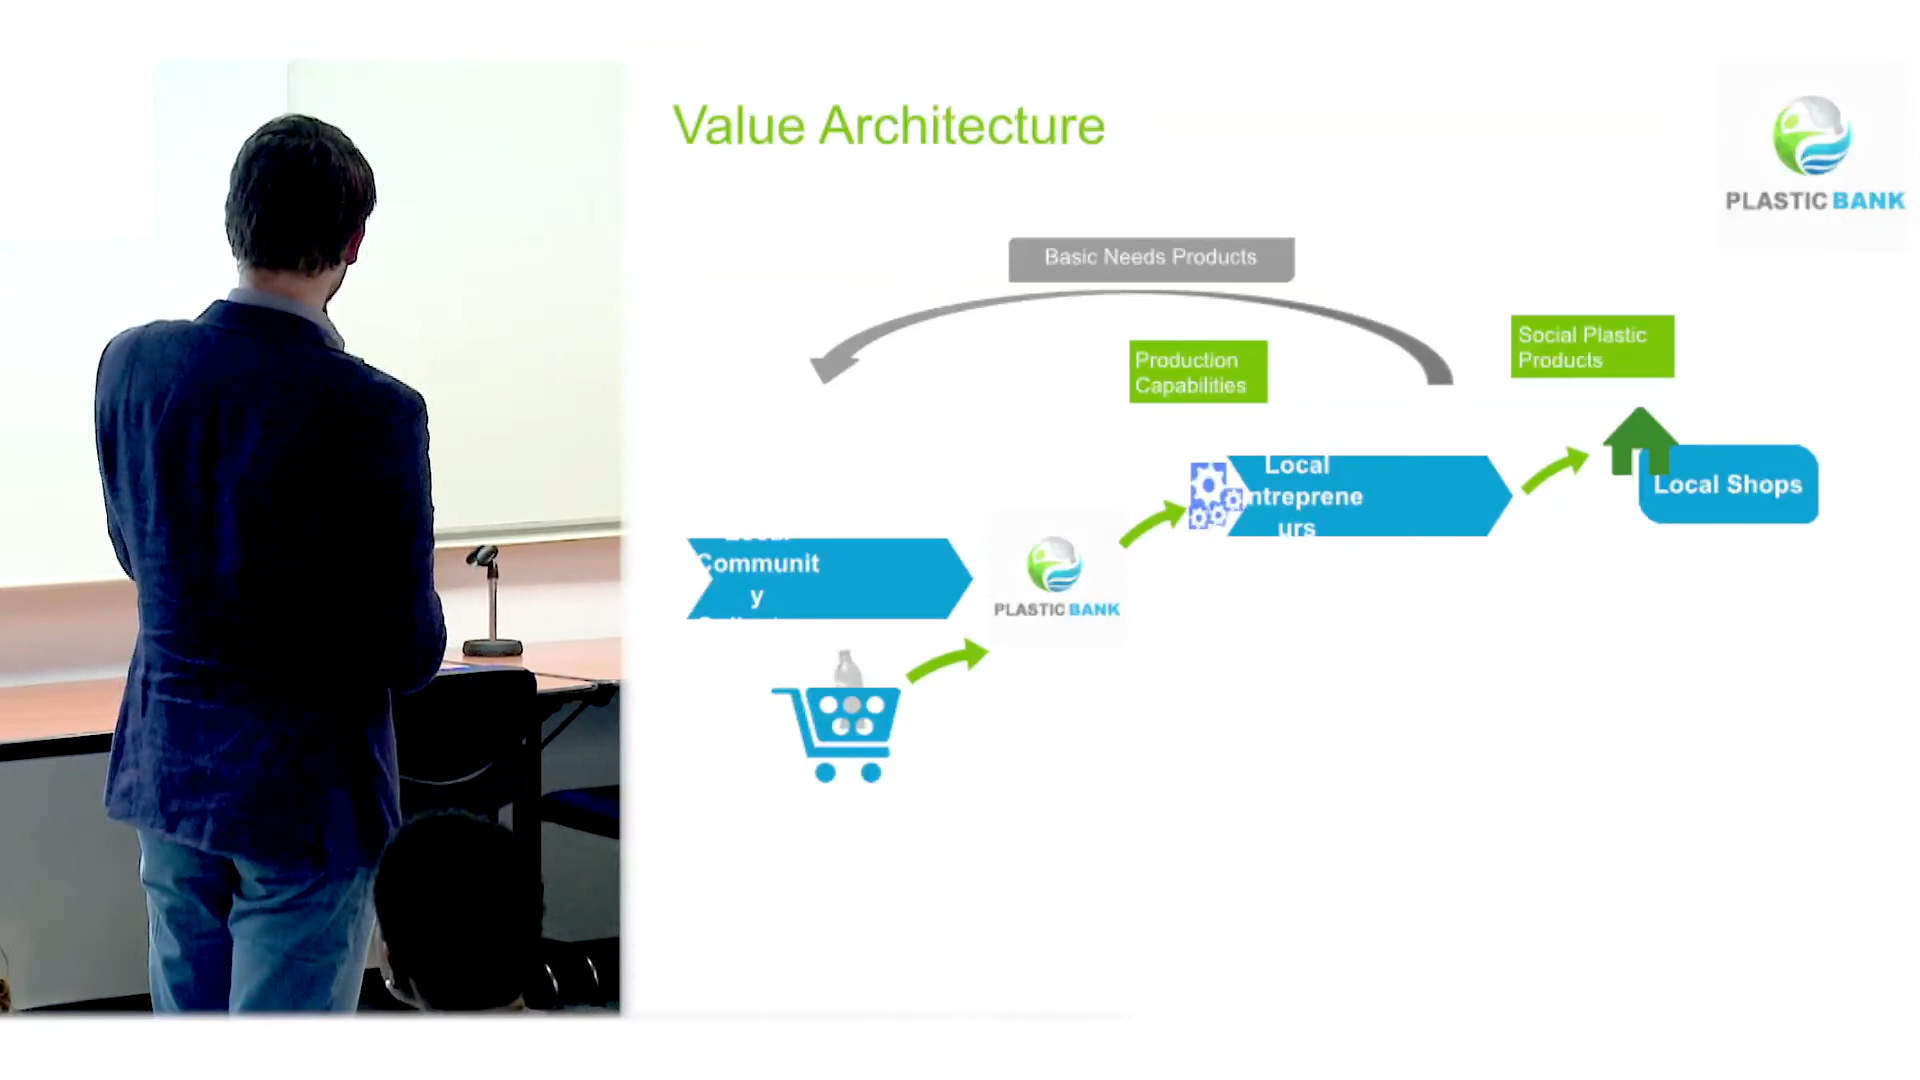 Value Architecture
PLASTIC BANK
Basic Needs Products
Social Plastic
Products
Production
Capabilities
Local
ntreprene
urs
Local Shops
Communit
y
PLASTIC BANK